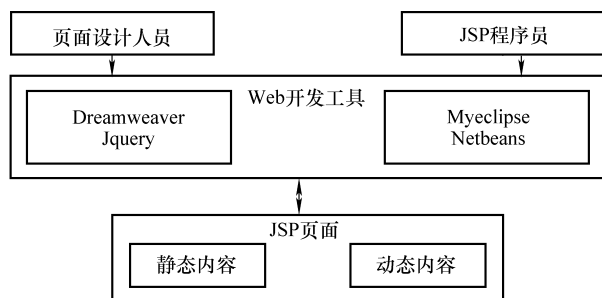 页面设计人员
JSP程序员
Web开发工具
Dreamweaver
Jquery
Myeclipse
Netbeans
JSP页面
静态内容
动态内容